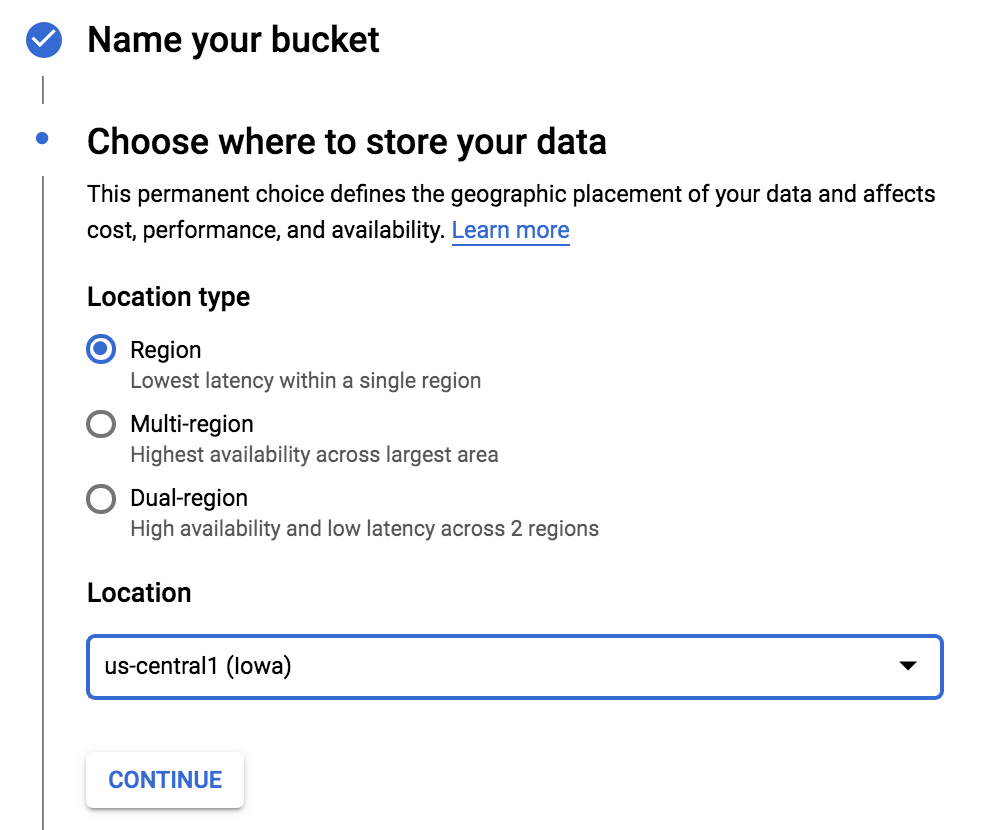 Name your bucket
Choose where to store your data
This permanent choice defines the geographic placement of your data and affects
cost, performance, and availability. Learn more
Location type
Region
Lowest latency within a single region
Multi-region
Highest availability across largest area
Dual-region
High availability and low latency across 2 regions
Location
us-central1 (Iowa)
CONTINUE